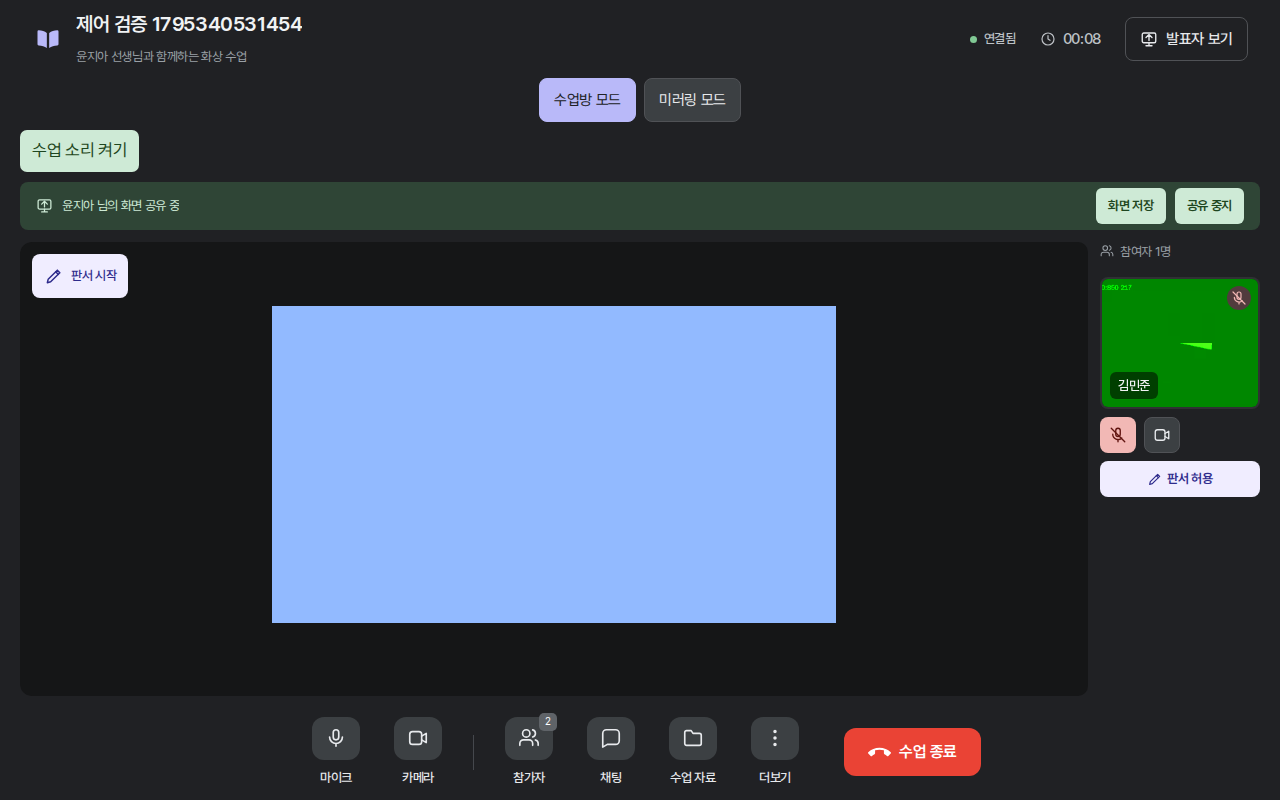 제어 검증 1795340531454
윤지아 선생님과 함께하는 화상 수업
연결됨
00:08
발표자 보기
수업방 모드
미러링 모드
수업 소리 켜기
윤지아 님의 화면 공유 중
화면 저장
공유 중지
판서 시작
참여자 1명
김민준
판서 허용
마이크
카메라
2
참가자
채팅
수업 자료
더보기
수업 종료